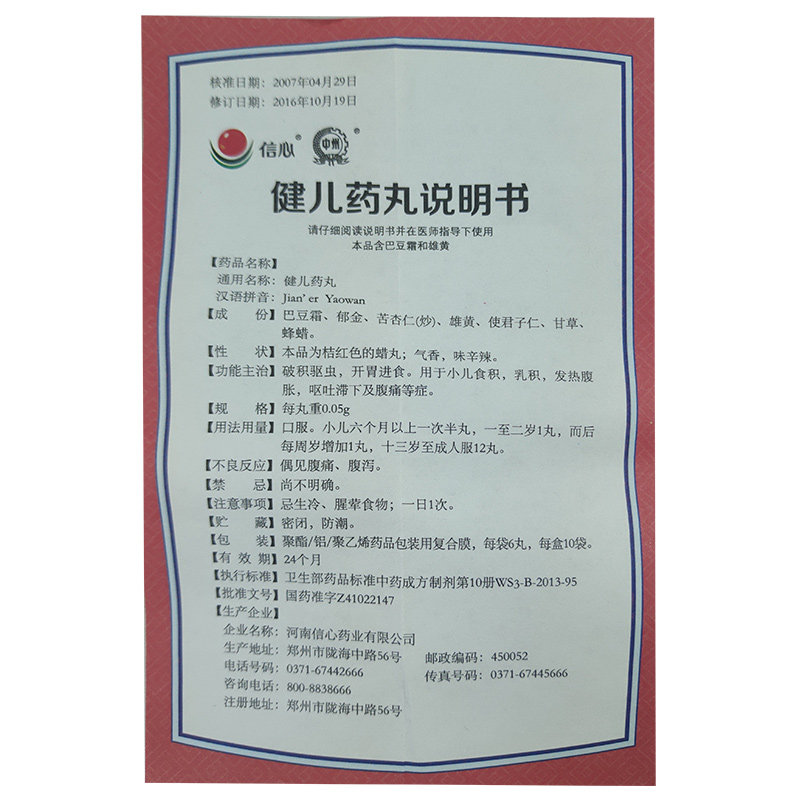 核准日期：2007年04月29日
修订日期：2016年10月19日
信心® 中州®
健儿药丸说明书
请仔细阅读说明书并在医师指导下使用
本品含巴豆霜和雄黄
【药品名称】
通用名称：健儿药丸
汉语拼音：Jian' er Yaowan
【成 份】巴豆霜、郁金、苦杏仁(炒)、雄黄、使君子仁、甘草、
蜂蜡。
【性 状】本品为桔红色的蜡丸；气香，味辛辣。
【功能主治】破积驱虫，开胃进食。用于小儿食积，乳积，发热腹
胀，呕吐滞下及腹痛等症。
【规 格】每丸重0.05g
【用法用量】口服。小儿六个月以上一次半丸，一至二岁1丸，而后
每周岁增加1丸，十三岁至成人服12丸。
【不良反应】偶见腹痛、腹泻。
【禁 忌】尚不明确。
【注意事项】忌生冷、腥荤食物；一日1次。
【贮 藏】密闭，防潮。
【包 装】聚酯/铝/聚乙烯药品包装用复合膜，每袋6丸，每盒10袋。
【有 效 期】24个月
【执行标准】卫生部药品标准中药成方制剂第10册WS3-B-2013-95
【批准文号】国药准字Z41022147
【生产企业】
企业名称：河南信心药业有限公司
生产地址：郑州市陇海中路56号 邮政编码：450052
电话号码：0371-67442666 传真号码：0371-67445666
咨询电话：800-8838666
注册地址：郑州市陇海中路56号